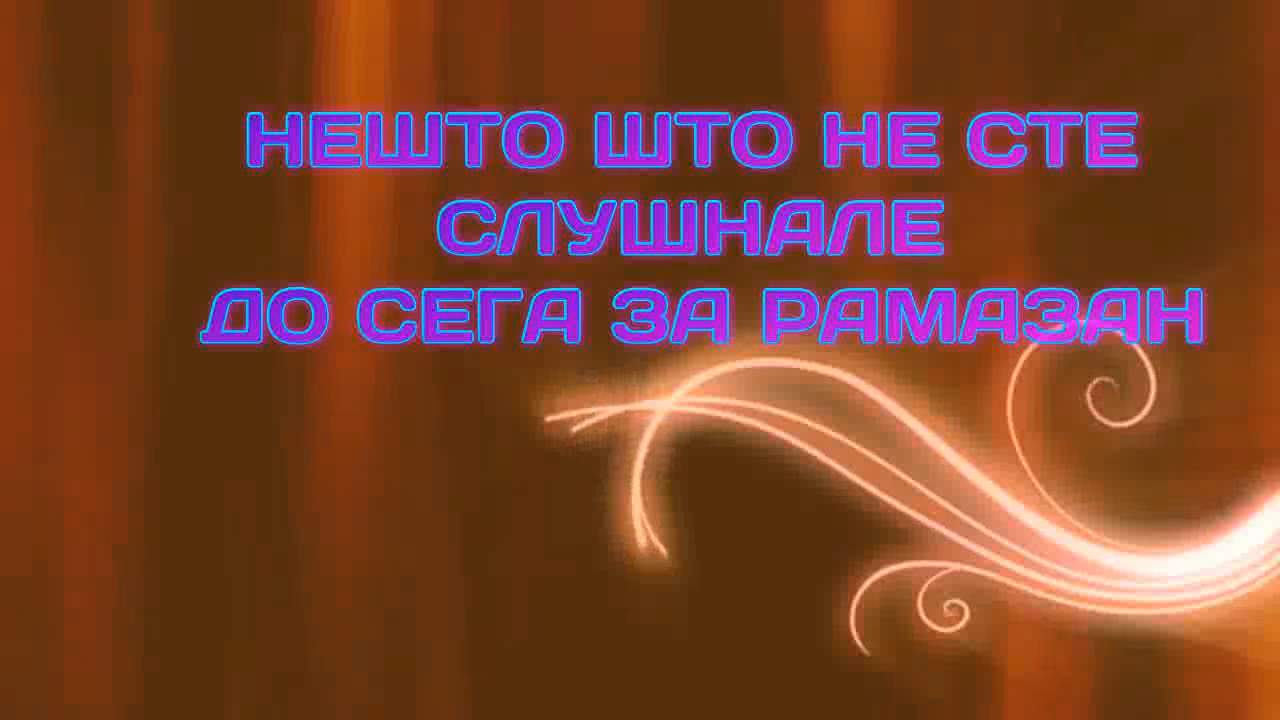 НЕШТО ШТО НЕ СТЕ
СЛУШНАЛЕ
ДО СЕГА ЗА РАМАЗАН